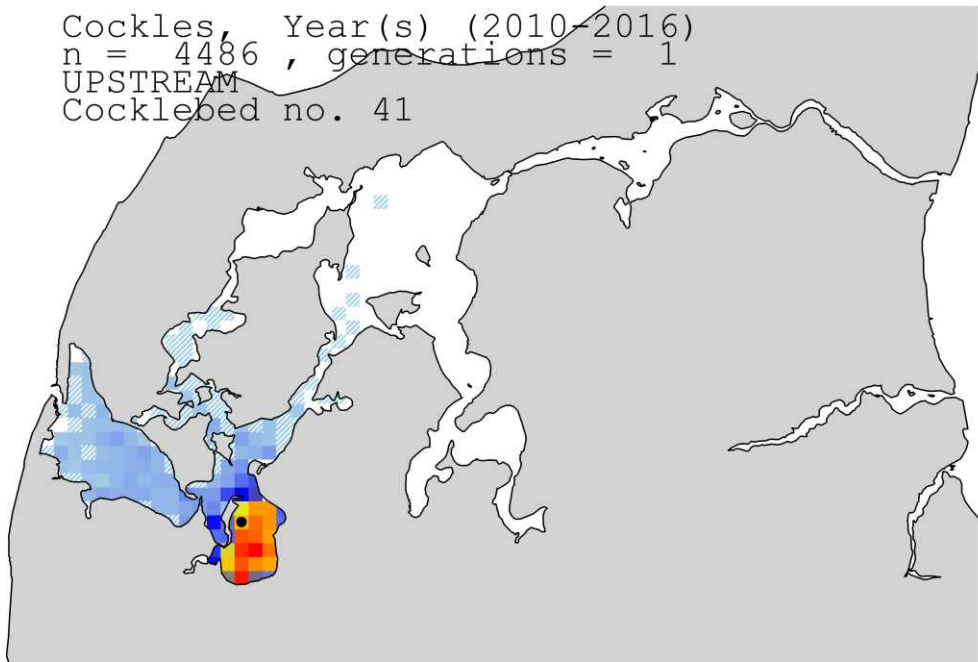 Cockles, Year(s) (2010-2016)
n = 4486 , generations = 1
UPSTREAM
Cocklebed no. 41